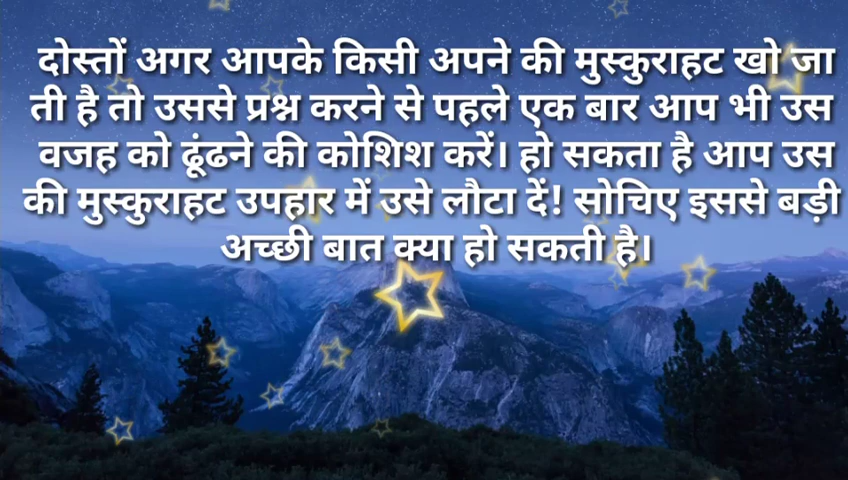 दोस्तों अगर आपके किसी अपने की मुस्कुराहट खो जा
ती है तो उससे प्रश्न करने से पहले एक बार आप भी उस
वजह को ढूंढने की कोशिश करें। हो सकता है आप उस
की मुस्कुराहट उपहार में उसे लौटा दें! सोचिए इससे बड़ी
अच्छी बात क्या हो सकती है।